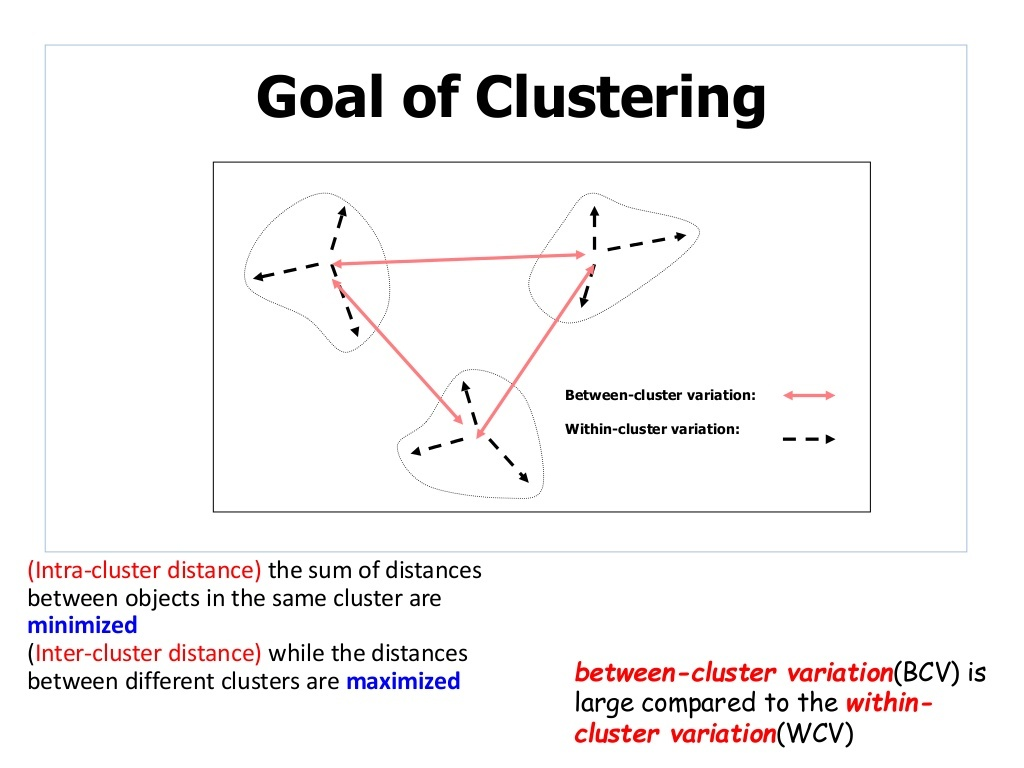 Goal of Clustering
Between-cluster variation:
Within-cluster variation:
(Intra-cluster distance) the sum of distances
between objects in the same cluster are
minimized
(Inter-cluster distance) while the distances
between different clusters are maximized
between-cluster variation(BCV) is
large compared to the within-
cluster variation(WCV)